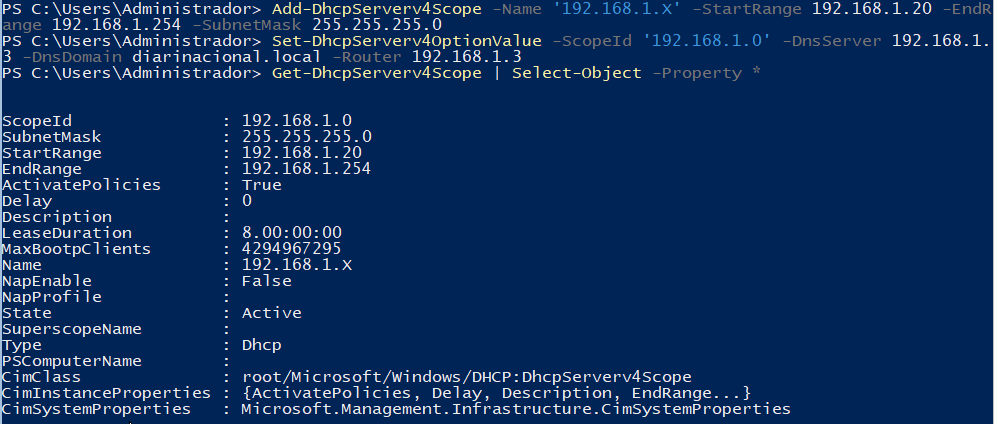 PS C:\Users\Administrador> Add-DhcpServerv4Scope -Name '192.168.1.X' -StartRange 192.168.1.20 -EndR
ange 192.168.1.254 -SubnetMask 255.255.255.0
PS C:\Users\Administrador> Set-DhcpServerv4OptionValue -ScopeId '192.168.1.0' -DnsServer 192.168.1.
3 -DnsDomain diarinacional.local -Router 192.168.1.3
PS C:\Users\Administrador> Get-DhcpServerv4Scope | Select-Object -Property *
ScopeId : 192.168.1.0
SubnetMask : 255.255.255.0
StartRange : 192.168.1.20
EndRange : 192.168.1.254
ActivatePolicies : True
Delay : 0
Description :
LeaseDuration : 8.00:00:00
MaxBootpClients : 4294967295
Name : 192.168.1.X
NapEnable : False
NapProfile :
State : Active
SuperscopeName :
Type : Dhcp
PSComputerName :
CimClass : root/Microsoft/Windows/DHCP:DhcpServerv4Scope
CimInstanceProperties : {ActivatePolicies, Delay, Description, EndRange...}
CimSystemProperties : Microsoft.Management.Infrastructure.CimSystemProperties